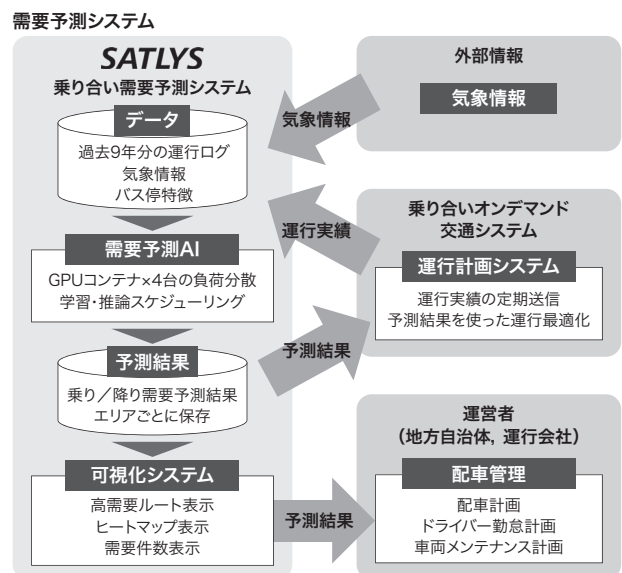 需要予測システム
SATLYS
乗り合い需要予測システム
データ
過去9年分の運行ログ
気象情報
バス停特徴
需要予測AI
GPUコンテナ×4台の負荷分散
学習・推論スケジューリング
予測結果
乗り／降り需要予測結果
エリアごとに保存
可視化システム
高需要ルート表示
ヒートマップ表示
需要件数表示
気象情報
運行実績
予測結果
予測結果
外部情報
気象情報
乗り合いオンデマンド
交通システム
運行計画システム
運行実績の定期送信
予測結果を使った運行最適化
運営者
（地方自治体, 運行会社）
配車管理
配車計画
ドライバー勤怠計画
車両メンテナンス計画